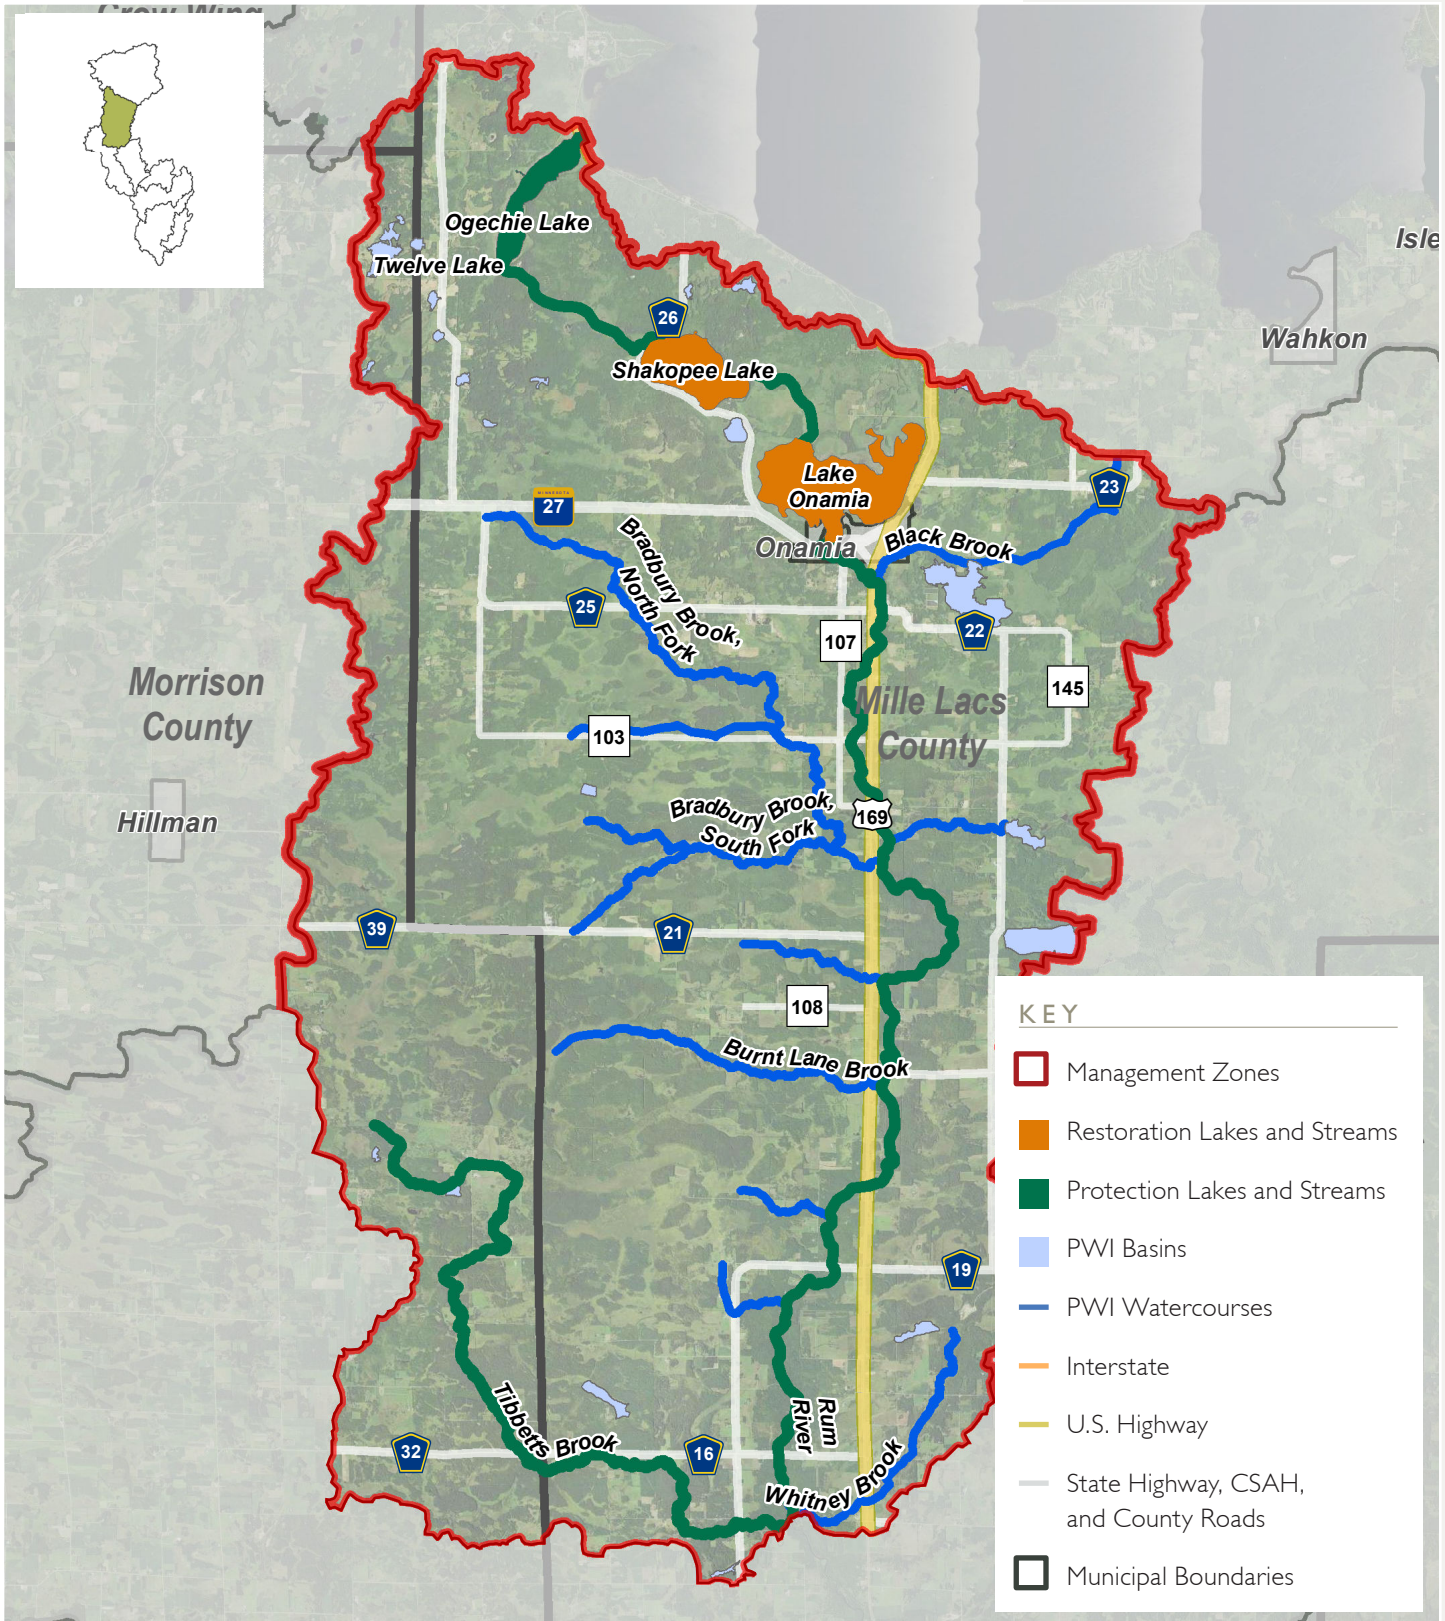 Crow Wing
Ogechie Lake
Twelve Lake
Isle
26
Wahkon
Shakopee Lake
Lake
Onamia
23
MINNESOTA
27
Onamia
Black Brook
Bradbury Brook,
North Fork
25
22
107
145
Morrison
County
Mille Lacs
County
103
Hillman
Bradbury Brook,
South Fork
169
39
21
108
Burnt Lane Brook
19
Tibbetts Brook
Rum
River
32
16
Whitney Brook
KEY
Management Zones
Restoration Lakes and Streams
Protection Lakes and Streams
PWI Basins
PWI Watercourses
Interstate
U.S. Highway
State Highway, CSAH,
and County Roads
Municipal Boundaries